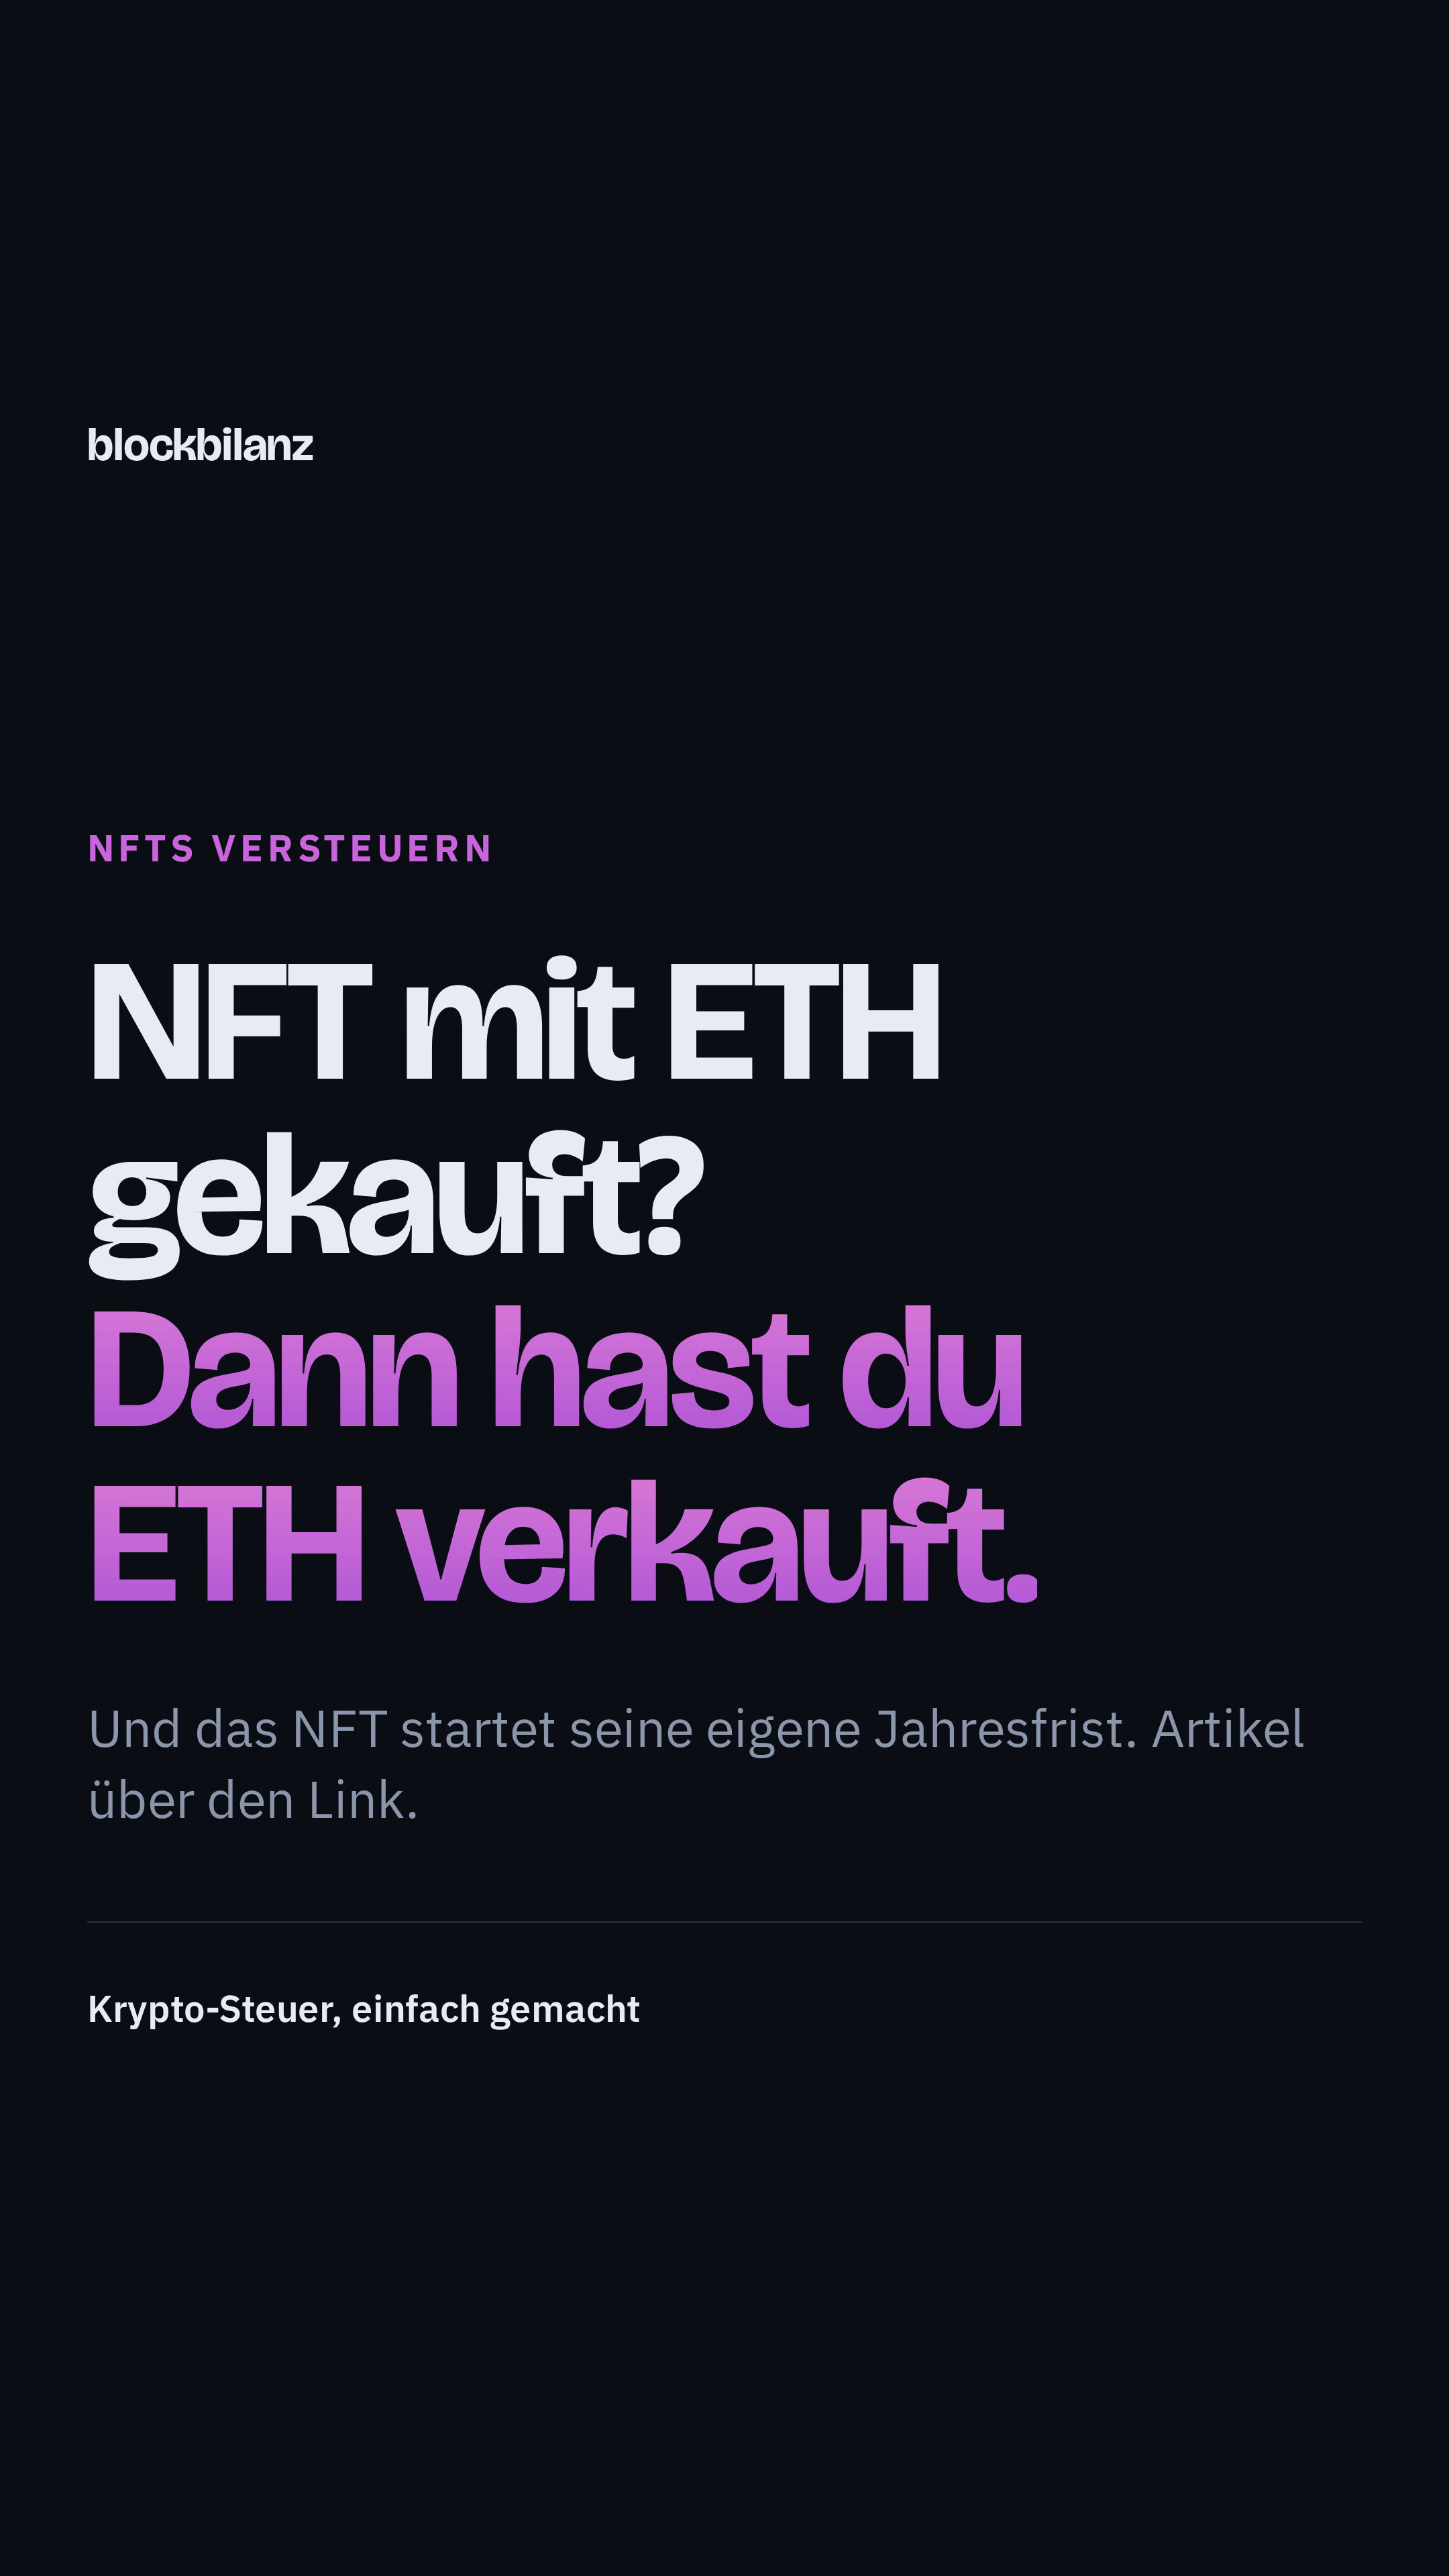 blockbilanz
NFTS VERSTEUERN
NFT mit ETH
gekauft?
Dann hast du
ETH verkauft.
Und das NFT startet seine eigene Jahresfrist. Artikel
über den Link.
Krypto-Steuer, einfach gemacht